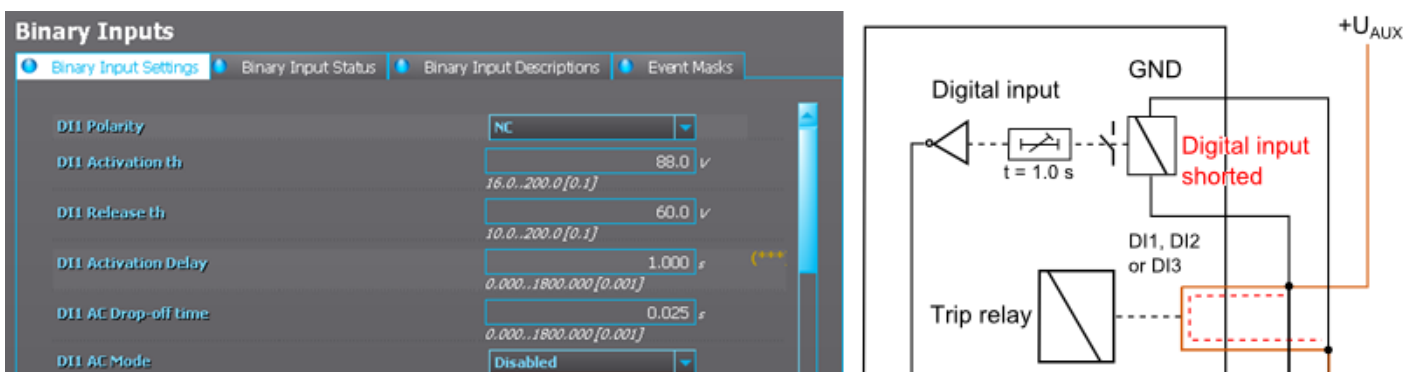 Binary Inputs
Binary Input Settings Binary Input Status Binary Input Descriptions Event Masks
DI1 Polarity NC
DI1 Activation th 88.0 V
16.0..200.0 [0.1]
DI1 Release th 60.0 V
10.0..200.0 [0.1]
DI1 Activation Delay 1.000 s (***
0.000..1800.000 [0.001]
DI1 AC Drop-off time 0.025 s
0.000..1800.000 [0.001]
DI1 AC Mode Disabled
+UAUX
GND
Digital input
Digital input
shorted
t = 1.0 s
DI1, DI2
or DI3
Trip relay